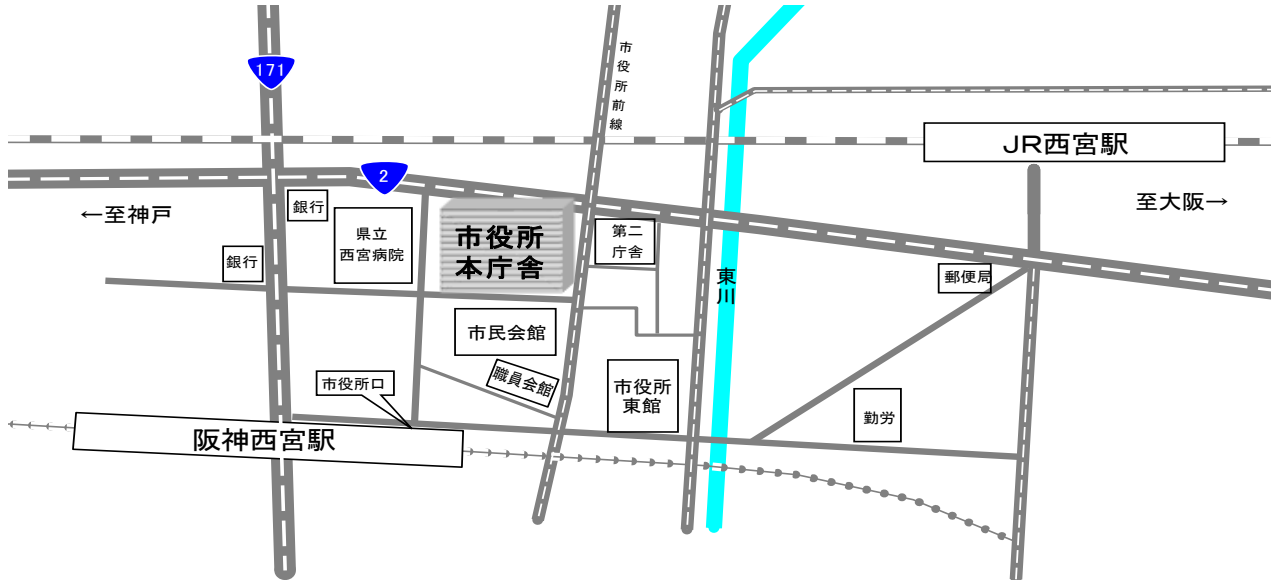 171
市役所前線
JR西宮駅
2
←至神戸
至大阪→
銀行
県立
西宮病院
市役所
本庁舎
第二
庁舎
銀行
東川
郵便局
市民会館
職員会館
市役所口
市役所
東館
勤労
阪神西宮駅